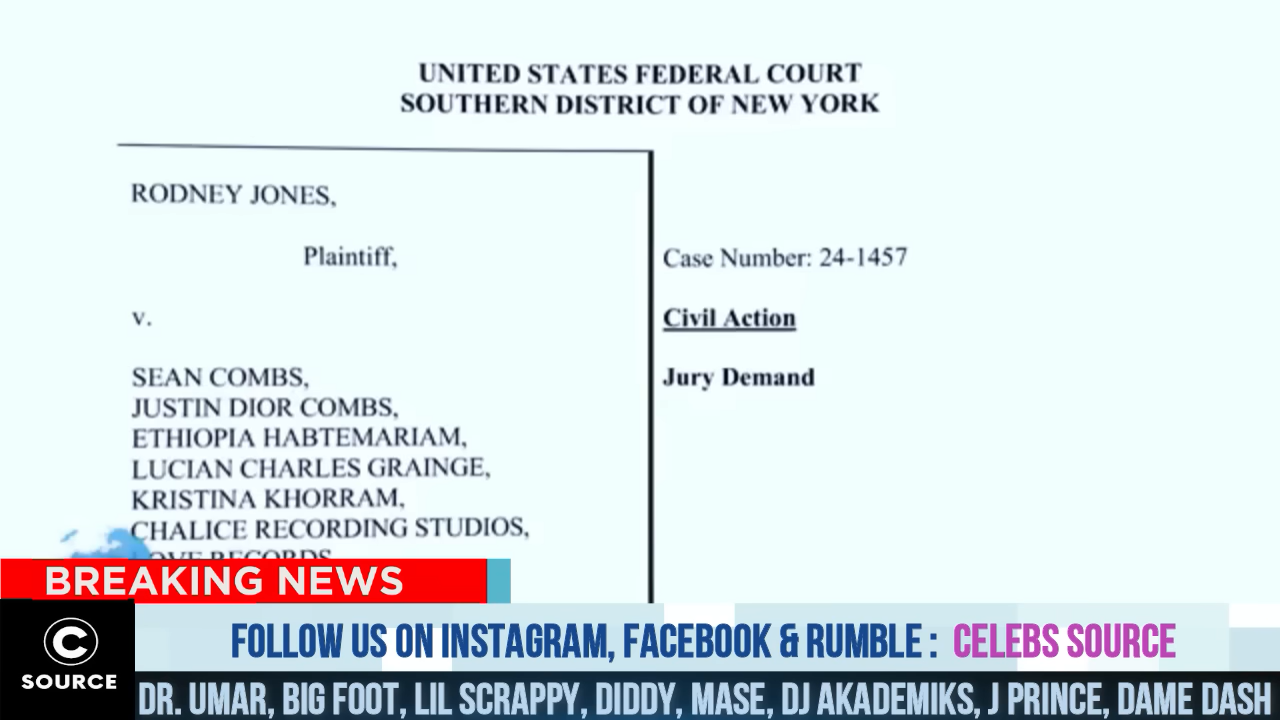 UNITED STATES FEDERAL COURT
SOUTHERN DISTRICT OF NEW YORK
RODNEY JONES,
Plaintiff,
v.
SEAN COMBS,
JUSTIN DIOR COMBS,
ETHIOPIA HABTEMARIAM,
LUCIAN CHARLES GRAINGE,
KRISTINA KHORRAM,
CHALICE RECORDING STUDIOS,
RECORDS
Case Number: 24-1457
Civil Action
Jury Demand
BREAKING NEWS
C
SOURCE
FOLLOW US ON INSTAGRAM, FACEBOOK & RUMBLE : CELEBS SOURCE
DR. UMAR, BIG FOOT, LIL SCRAPPY, DIDDY, MASE, DJ AKADEMIKS, J PRINCE, DAME DASH